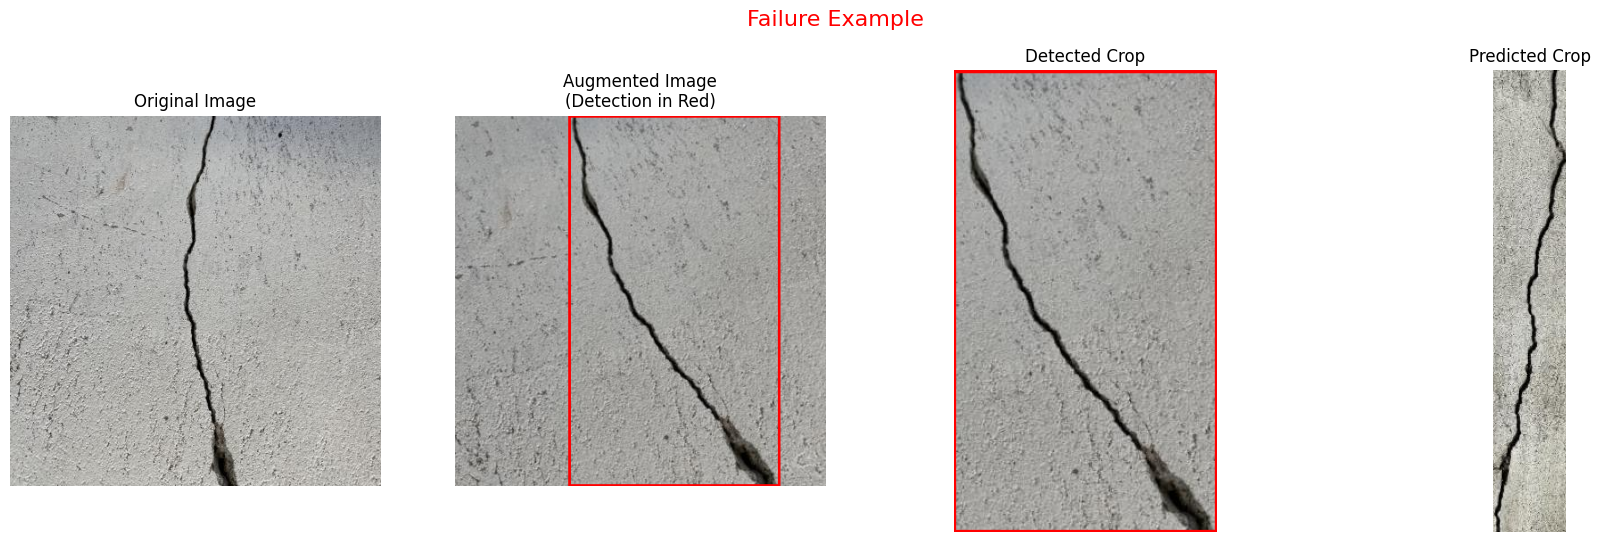 Failure Example
Original Image
Augmented Image
(Detection in Red)
Detected Crop
Predicted Crop